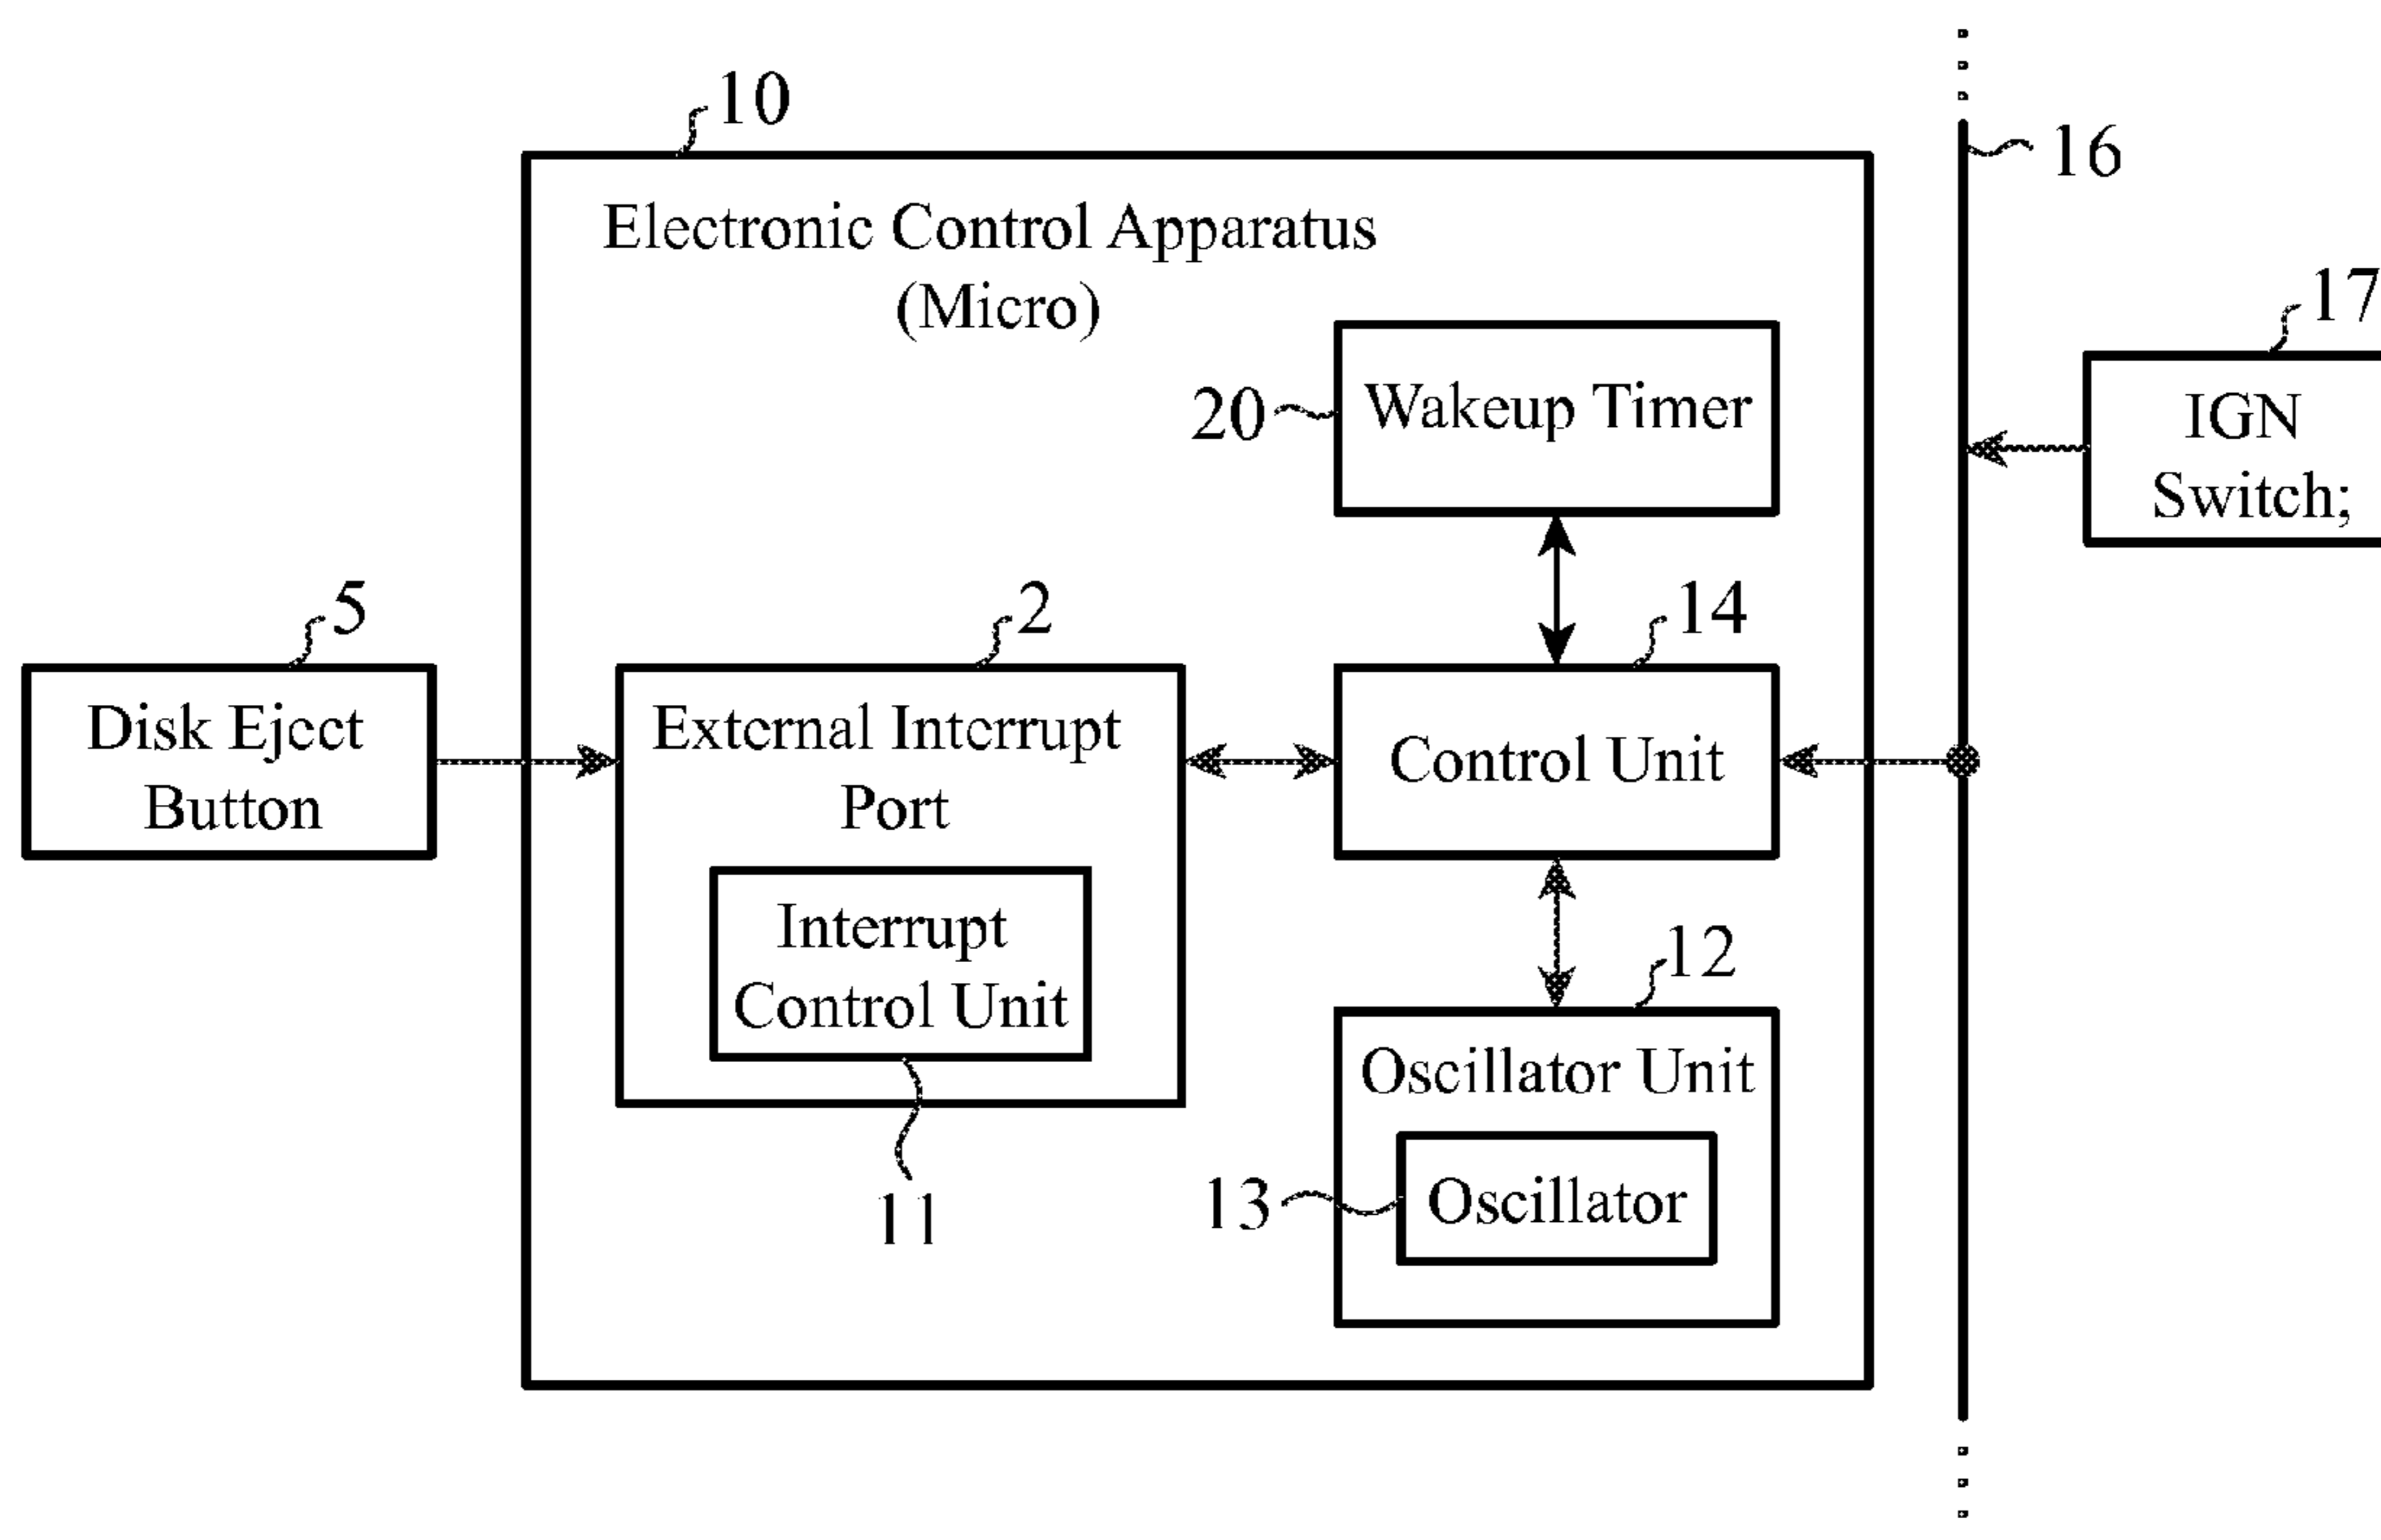 10
16
Electronic Control Apparatus
(Micro)
17
20
Wakeup Timer
IGN
Switch;
5
2
14
Disk Eject
Button
External Interrupt
Port
Control Unit
Interrupt
Control Unit
12
Oscillator Unit
11
13
Oscillator